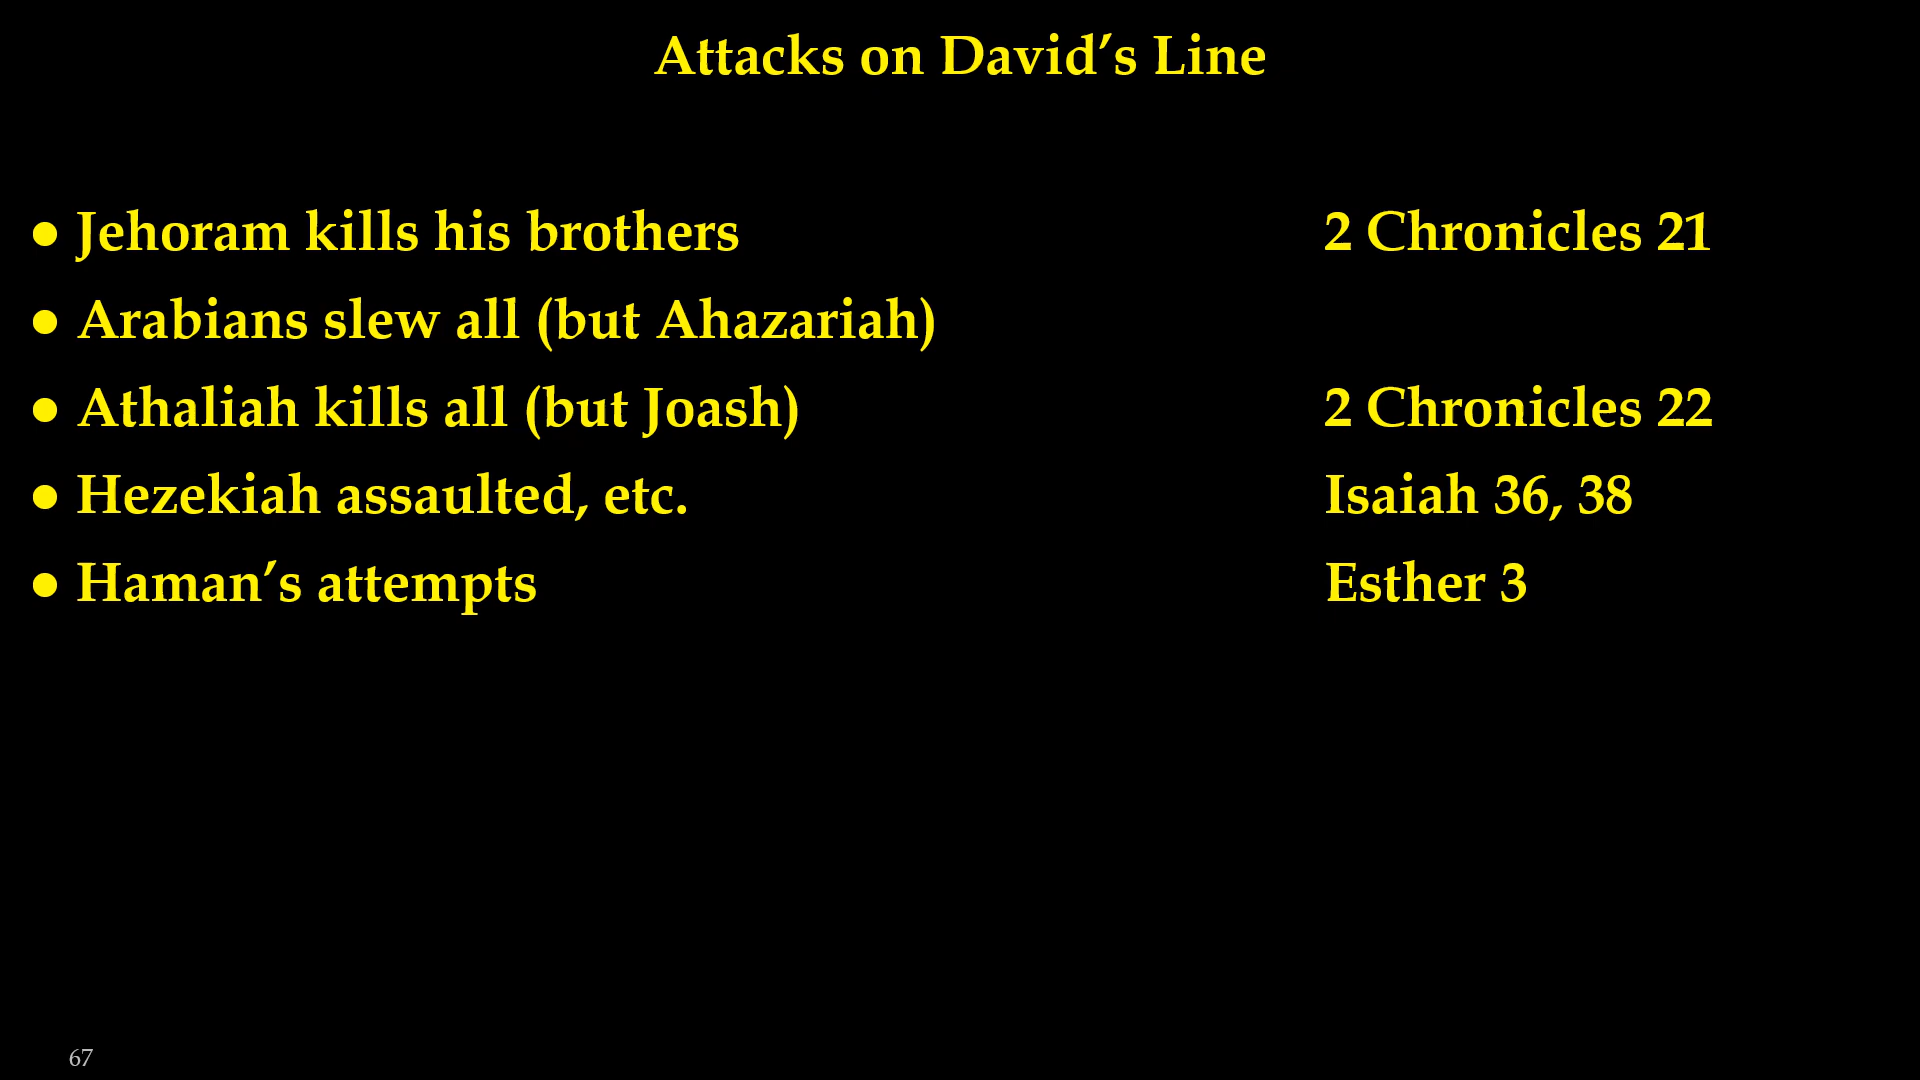 Attacks on David’s Line
● Jehoram kills his brothers 2 Chronicles 21
● Arabians slew all (but Ahazariah)
● Athaliah kills all (but Joash) 2 Chronicles 22
● Hezekiah assaulted, etc. Isaiah 36, 38
● Haman’s attempts Esther 3
67